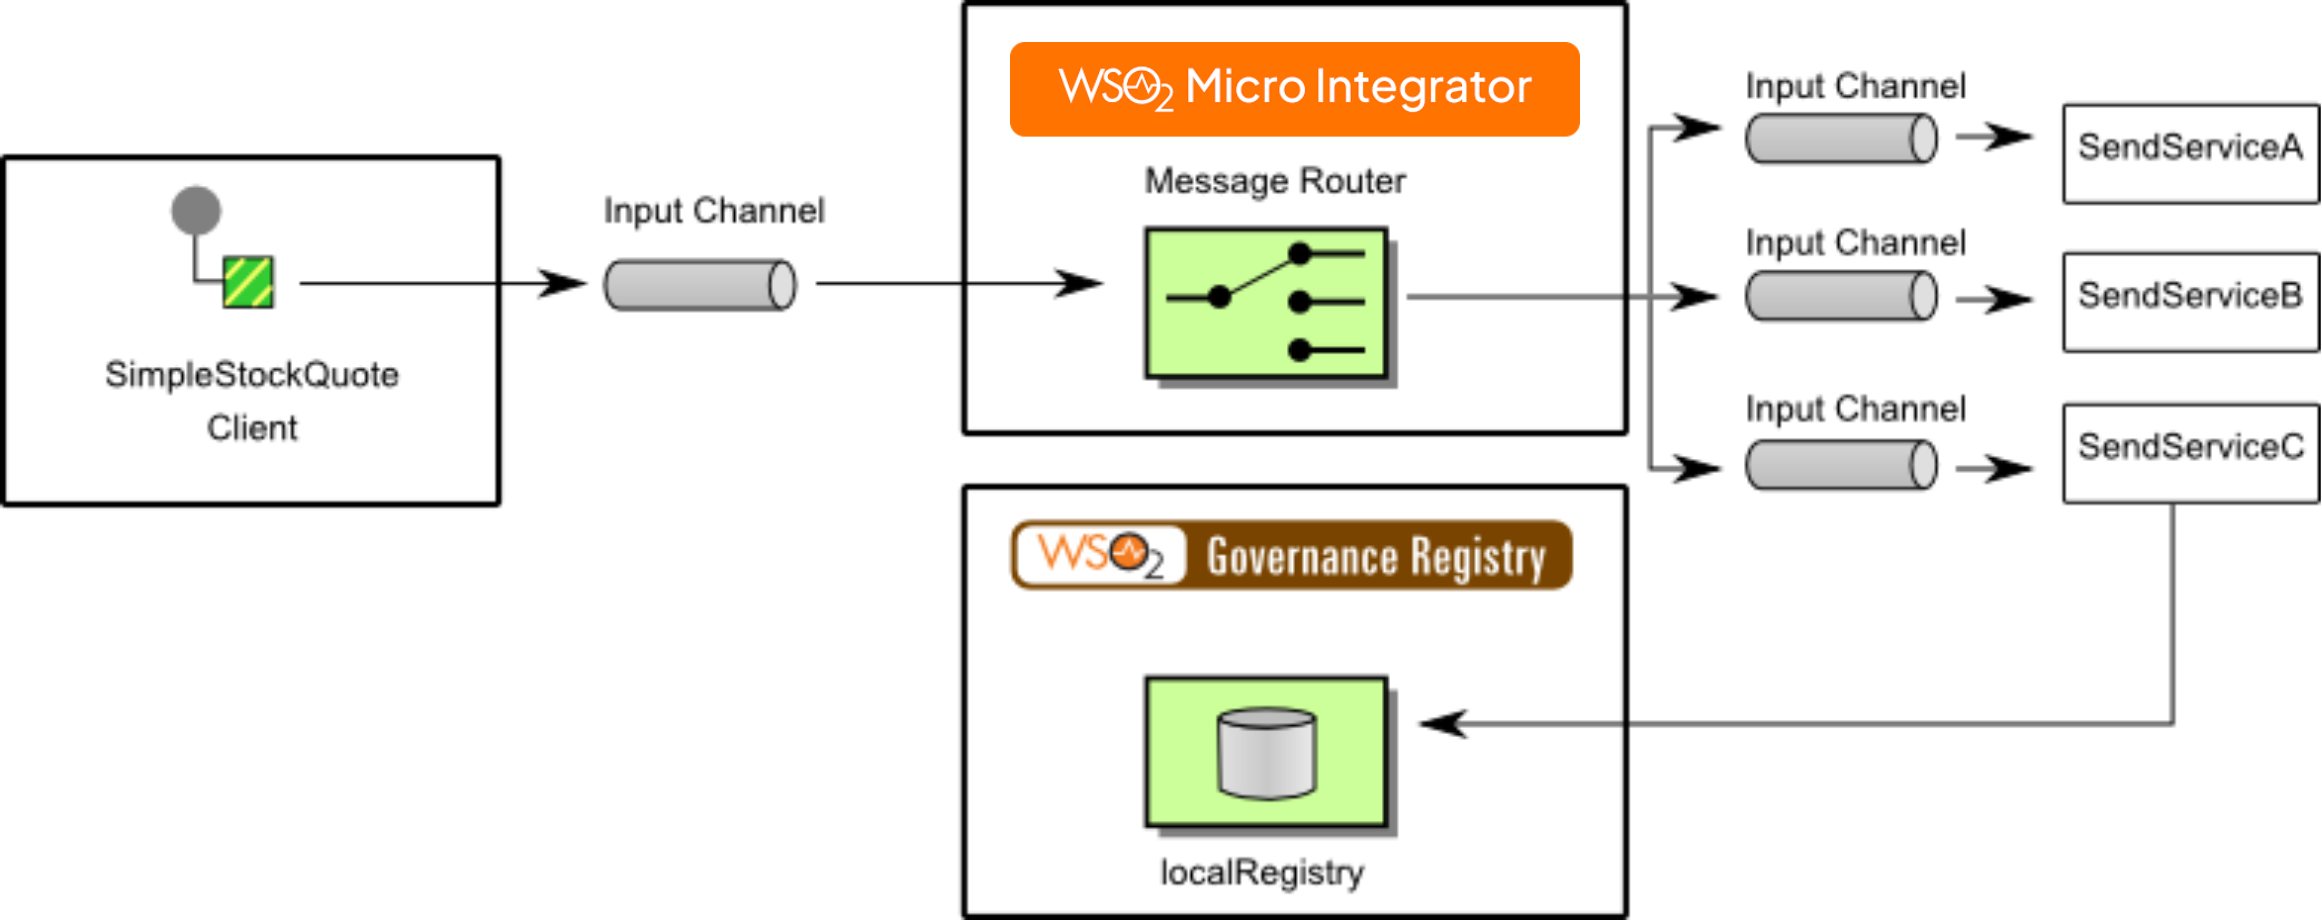 SimpleStockQuote
Client
Input Channel
WSO2 Micro Integrator
Message Router
Input Channel
SendServiceA
Input Channel
SendServiceB
Input Channel
SendServiceC
WSO2 Governance Registry
localRegistry